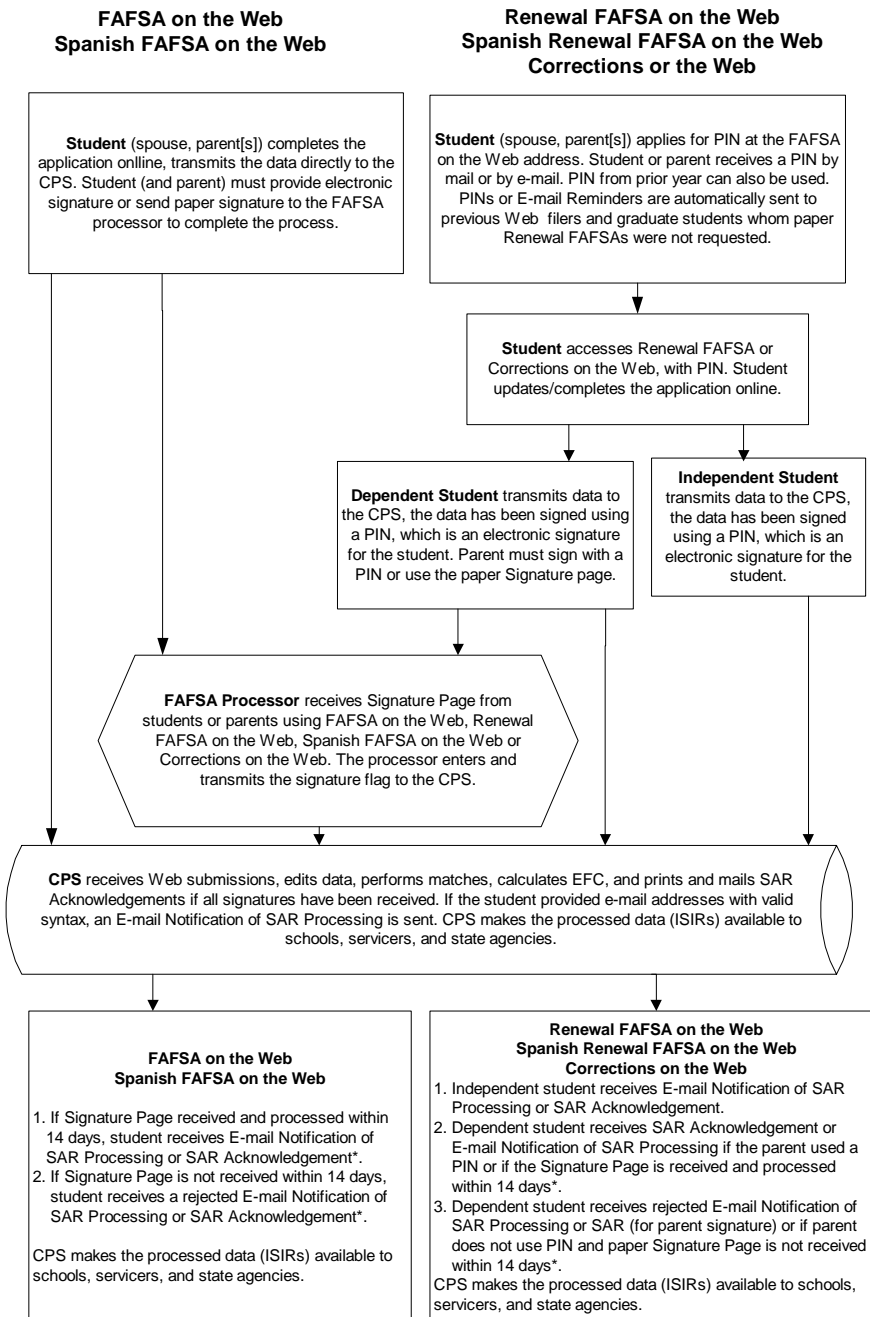 FAFSA on the Web
Spanish FAFSA on the Web
Renewal FAFSA on the Web
Spanish Renewal FAFSA on the Web
Corrections or the Web
Student (spouse, parent[s]) completes the
application onlline, transmits the data directly to the
CPS. Student (and parent) must provide electronic
signature or send paper signature to the FAFSA
processor to complete the process.
Student (spouse, parent[s]) applies for PIN at the FAFSA
on the Web address. Student or parent receives a PIN by
mail or by e-mail. PIN from prior year can also be used.
PINs or E-mail Reminders are automatically sent to
previous Web filers and graduate students whom paper
Renewal FAFSAs were not requested.
Student accesses Renewal FAFSA or
Corrections on the Web, with PIN. Student
updates/completes the application online.
Dependent Student transmits data to
the CPS, the data has been signed using
a PIN, which is an electronic signature
for the student. Parent must sign with a
PIN or use the paper Signature page.
Independent Student
transmits data to the CPS,
the data has been signed
using a PIN, which is an
electronic signature for the
student.
FAFSA Processor receives Signature Page from
students or parents using FAFSA on the Web, Renewal
FAFSA on the Web, Spanish FAFSA on the Web or
Corrections on the Web. The processor enters and
transmits the signature flag to the CPS.
CPS receives Web submissions, edits data, performs matches, calculates EFC, and prints and mails SAR
Acknowledgements if all signatures have been received. If the student provided e-mail addresses with valid
syntax, an E-mail Notification of SAR Processing is sent. CPS makes the processed data (ISIRs) available to
schools, servicers, and state agencies.
FAFSA on the Web
Spanish FAFSA on the Web
1. If Signature Page received and processed within
14 days, student receives E-mail Notification of
SAR Processing or SAR Acknowledgement*.
2. If Signature Page is not received within 14 days,
student receives a rejected E-mail Notification of
SAR Processing or SAR Acknowledgement*.
CPS makes the processed data (ISIRs) available to
schools, servicers, and state agencies.
Renewal FAFSA on the Web
Spanish Renewal FAFSA on the Web
Corrections on the Web
1. Independent student receives E-mail Notification of SAR
Processing or SAR Acknowledgement.
2. Dependent student receives SAR Acknowledgement or
E-mail Notification of SAR Processing if the parent used a
PIN or if the Signature Page is received and processed
within 14 days*.
3. Dependent student receives rejected E-mail Notification of
SAR Processing or SAR (for parent signature) or if parent
does not use PIN and paper Signature Page is not received
within 14 days*.
CPS makes the processed data (ISIRs) available to schools,
servicers, and state agencies.